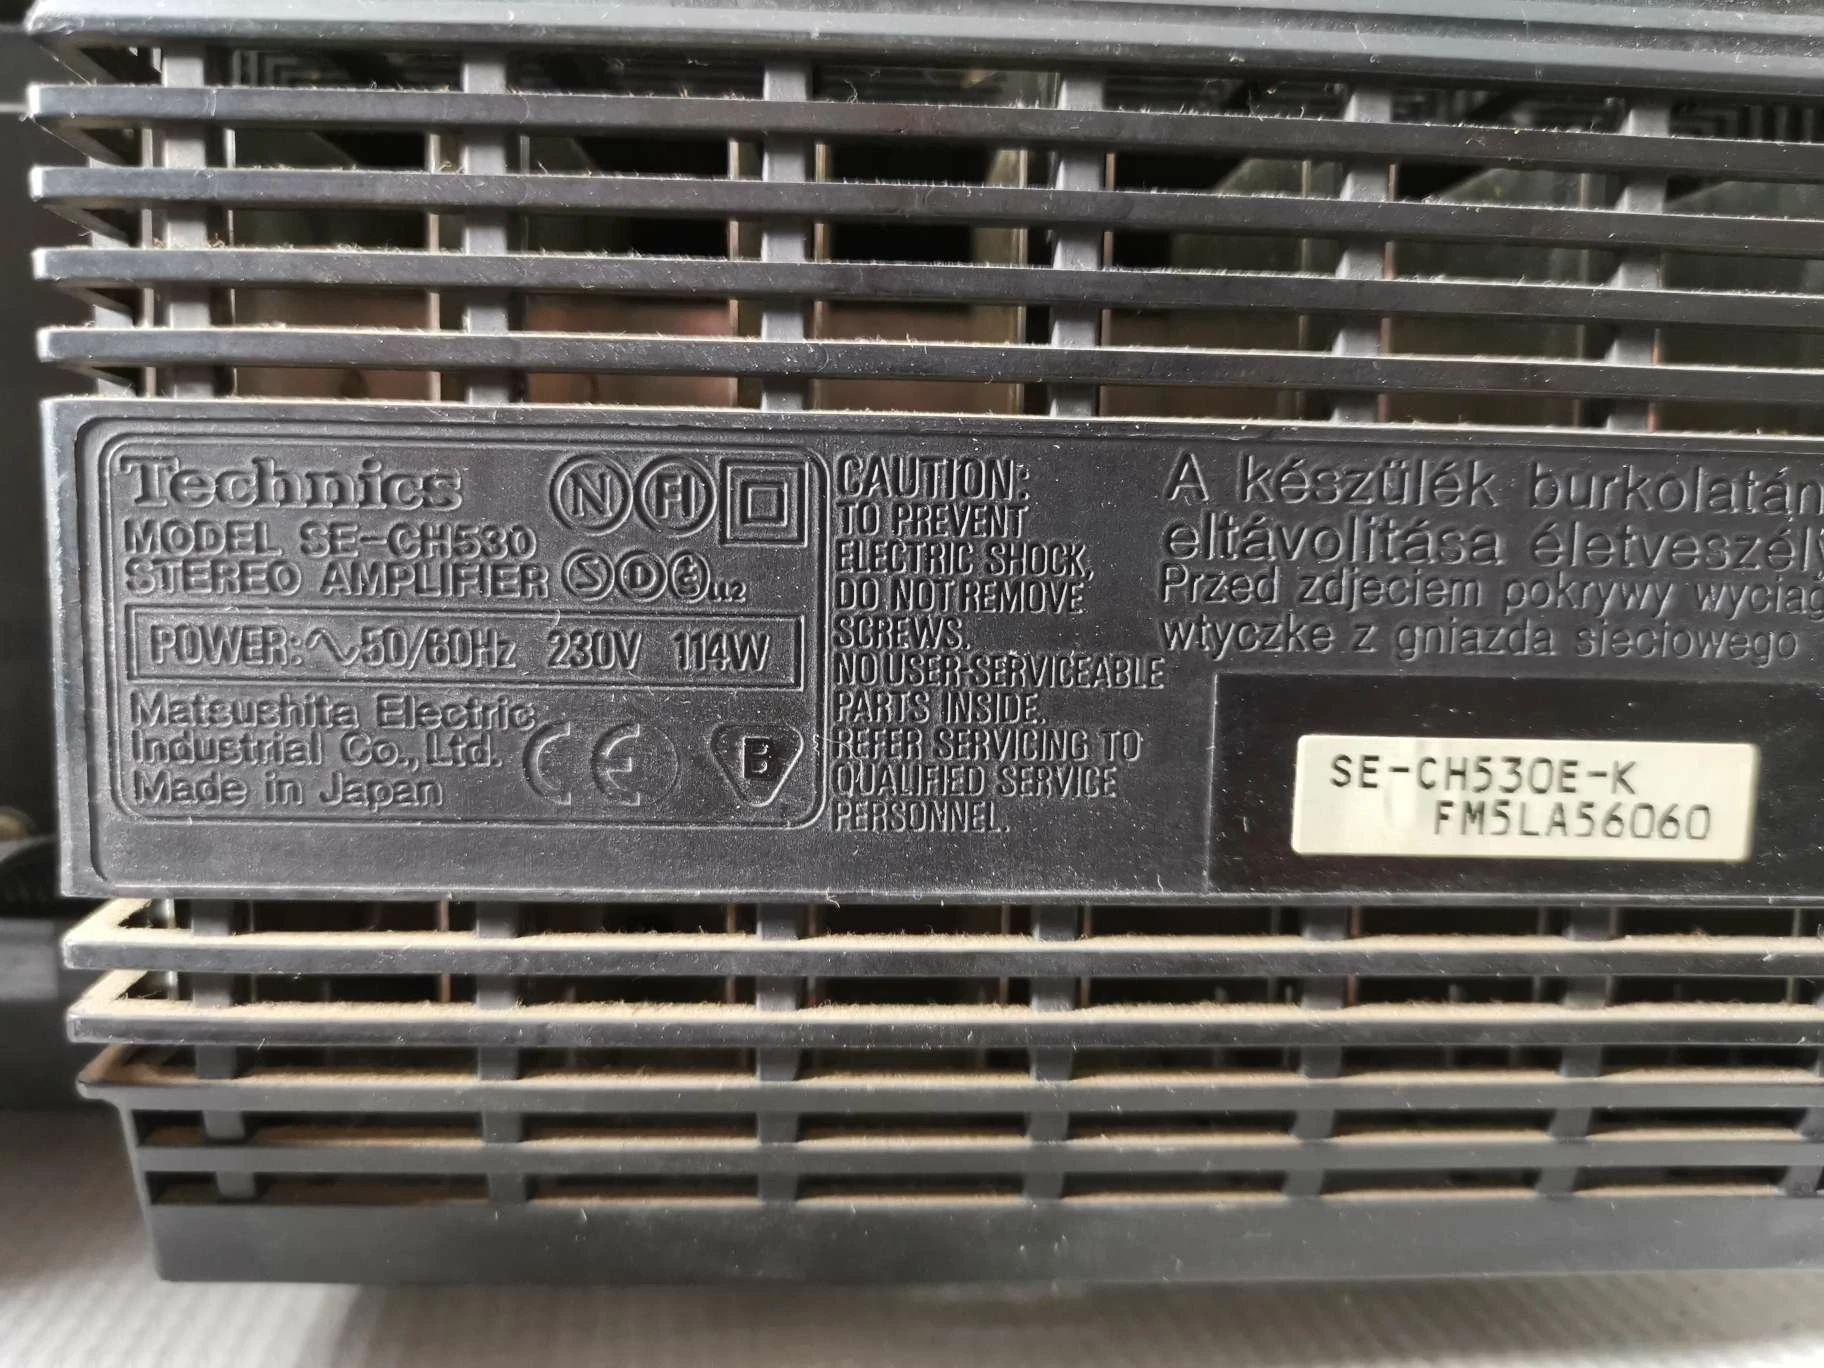 Technics
N FI
MODEL SE-CH530
STEREO AMPLIFIER
S D
POWER: ∿50/60Hz 230V 114W
Matsushita Electric
Industrial Co., Ltd.
Made in Japan
CE
B
CAUTION:
TO PREVENT
ELECTRIC SHOCK,
DO NOT REMOVE
SCREWS.
NO USER-SERVICEABLE
PARTS INSIDE.
REFER SERVICING TO
QUALIFIED SERVICE
PERSONNEL.
A készülék burkolatán
eltávolítása életveszély
Przed zdjeciem pokrywy wyciag
wtyczke z gniazda sieciowego
SE-CH530E-K
FM5LA56060